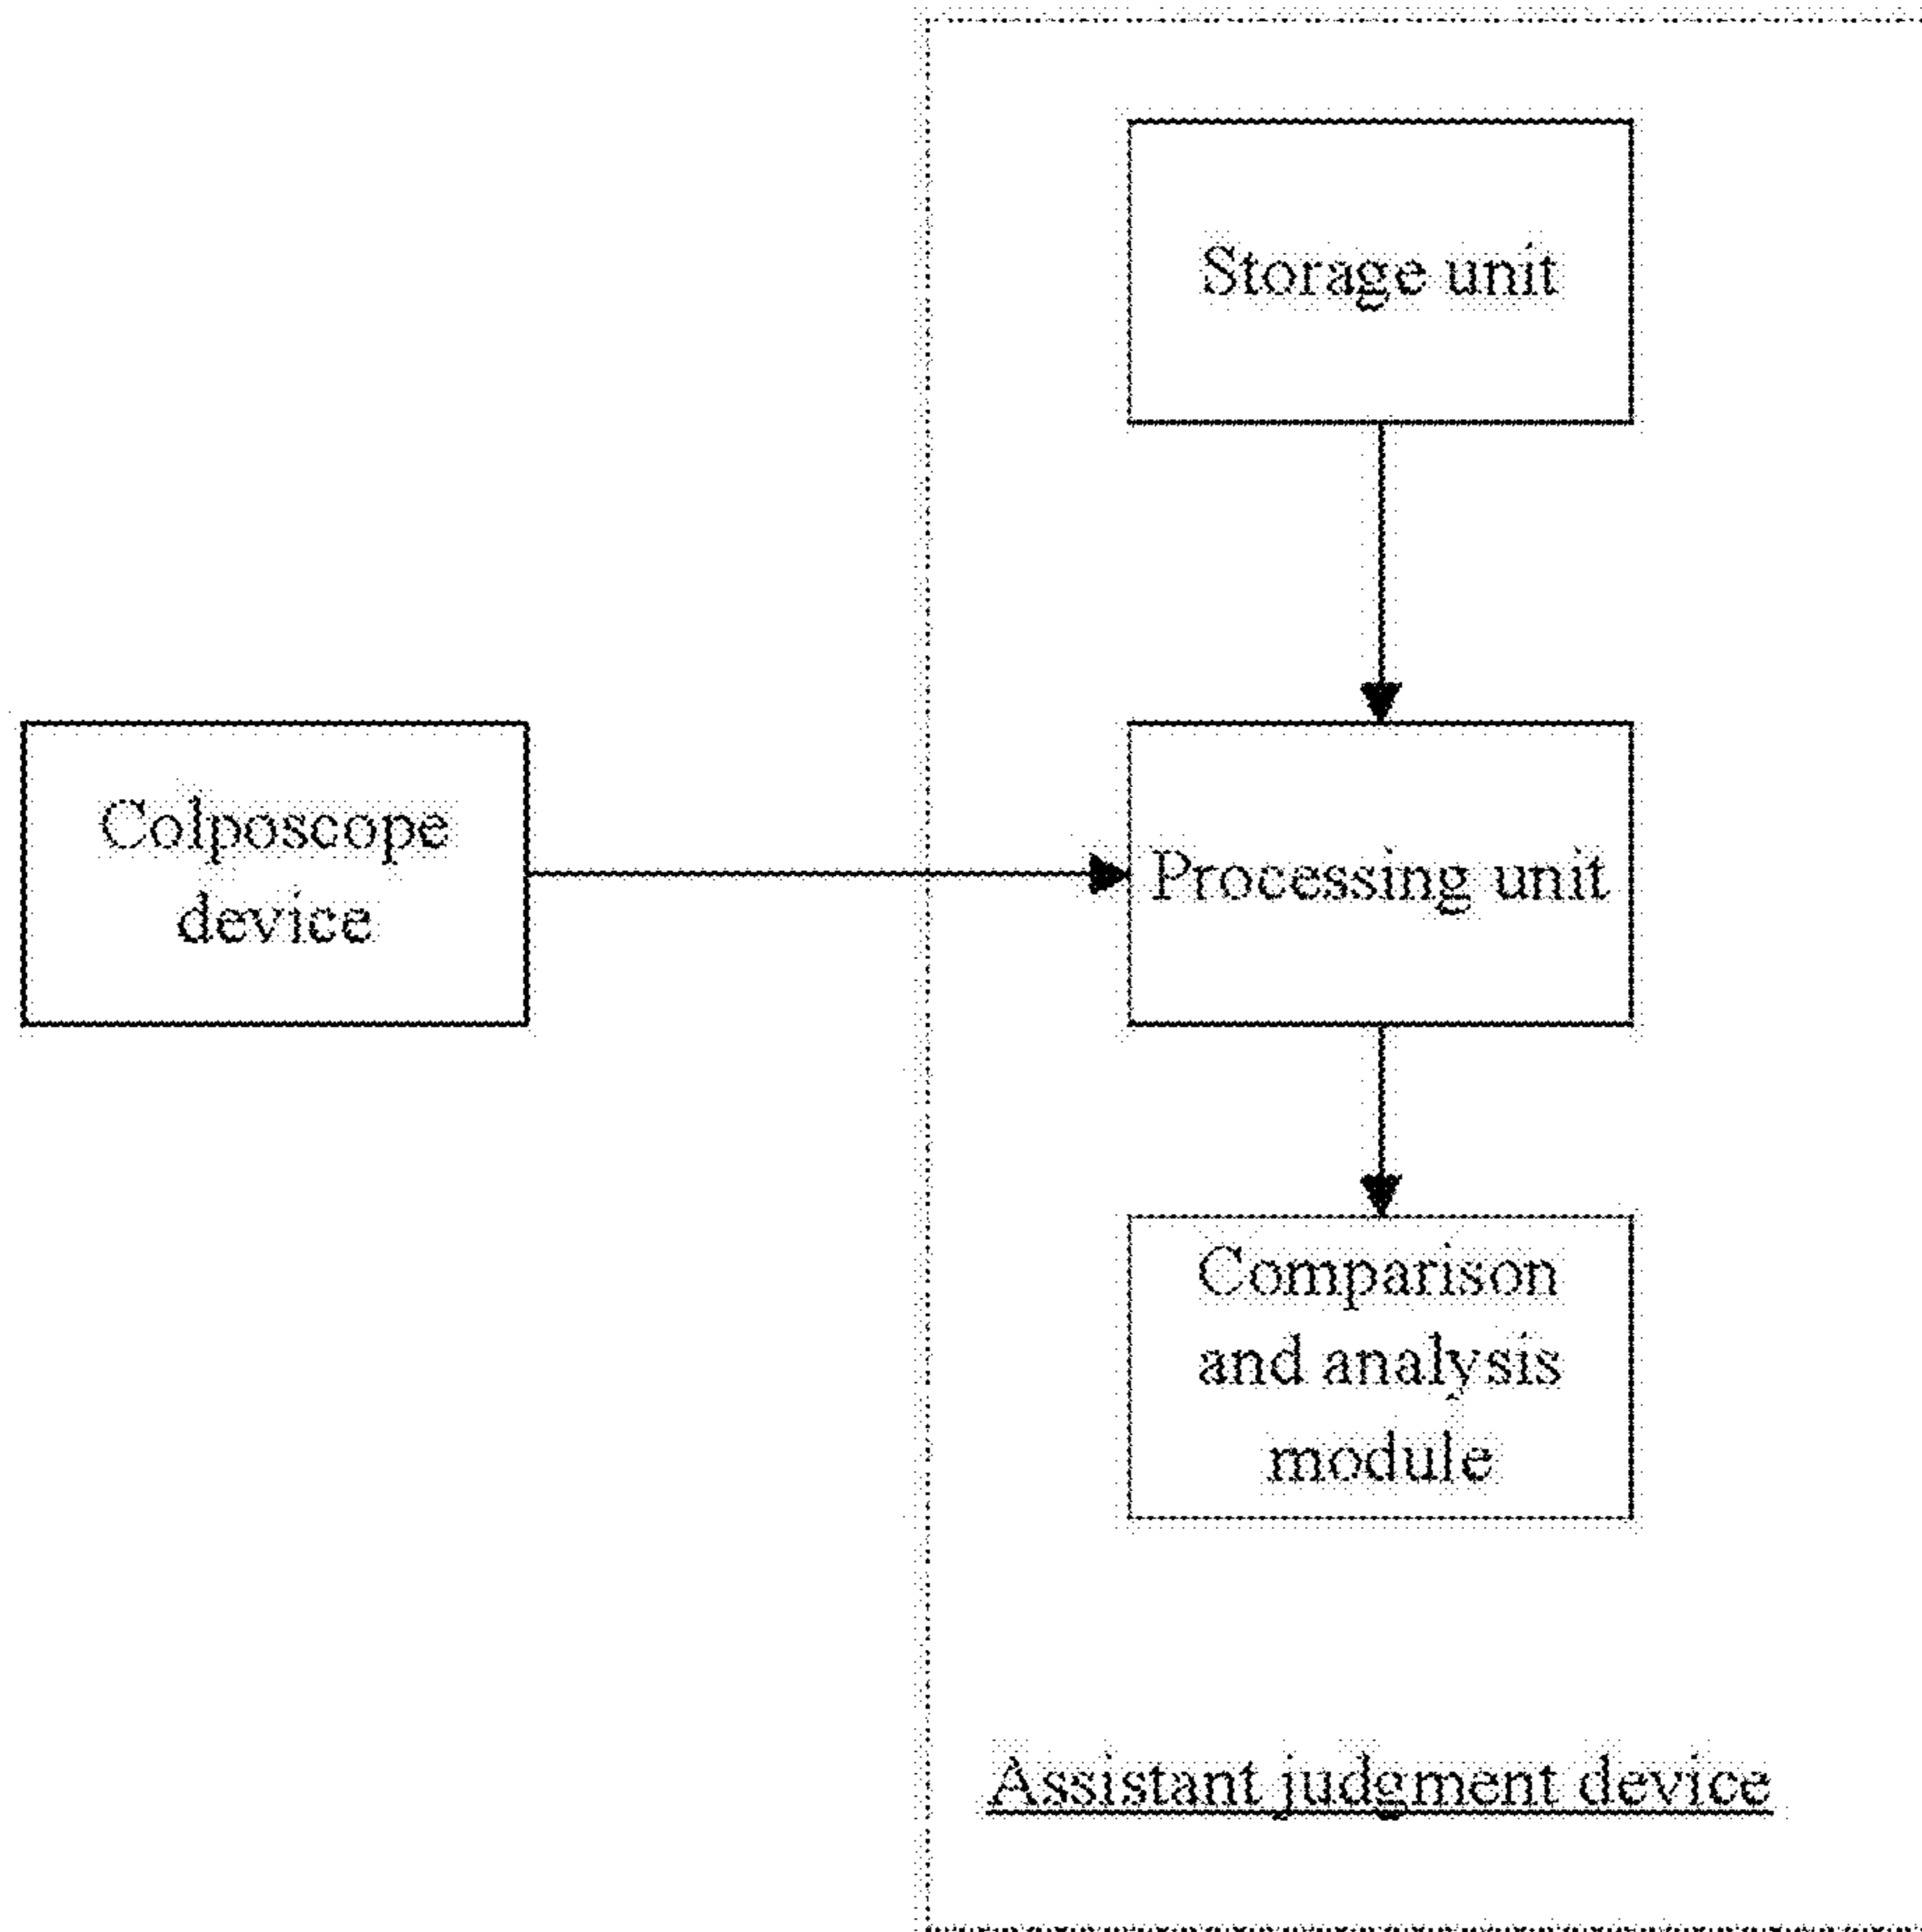 Storage unit
Colposcope
device
Processing unit
Comparison
and analysis
module
Assistant judgment device